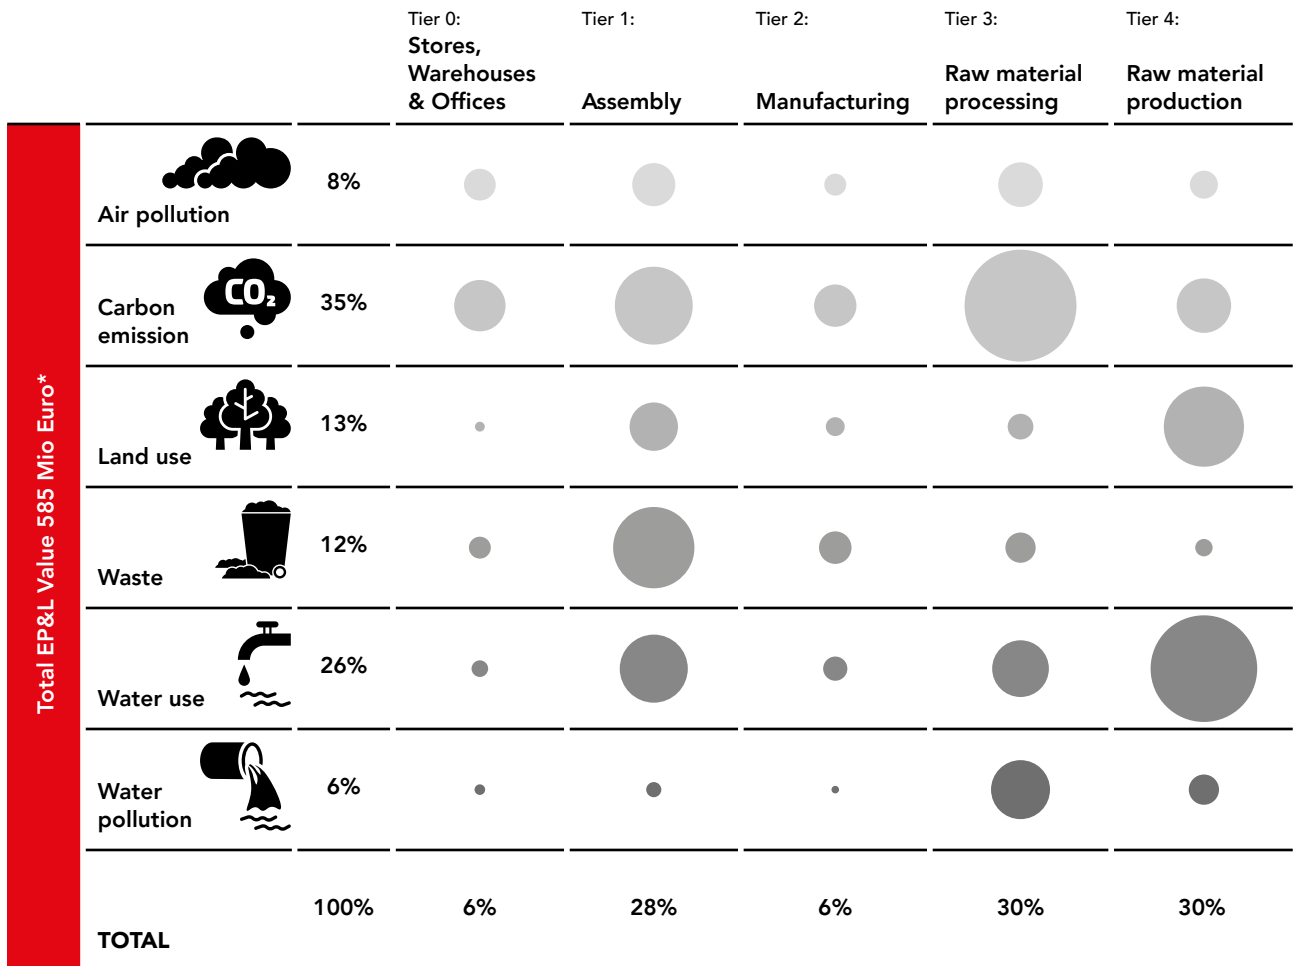 Tier 0:
Stores,
Warehouses
& Offices
Tier 1:
Assembly
Tier 2:
Manufacturing
Tier 3:
Raw material
processing
Tier 4:
Raw material
production
Total EP&L Value 585 Mio Euro*
Air pollution
8%
CO₂
Carbon
emission
35%
Land use
13%
Waste
12%
Water use
26%
Water
pollution
6%
TOTAL
100%
6%
28%
6%
30%
30%